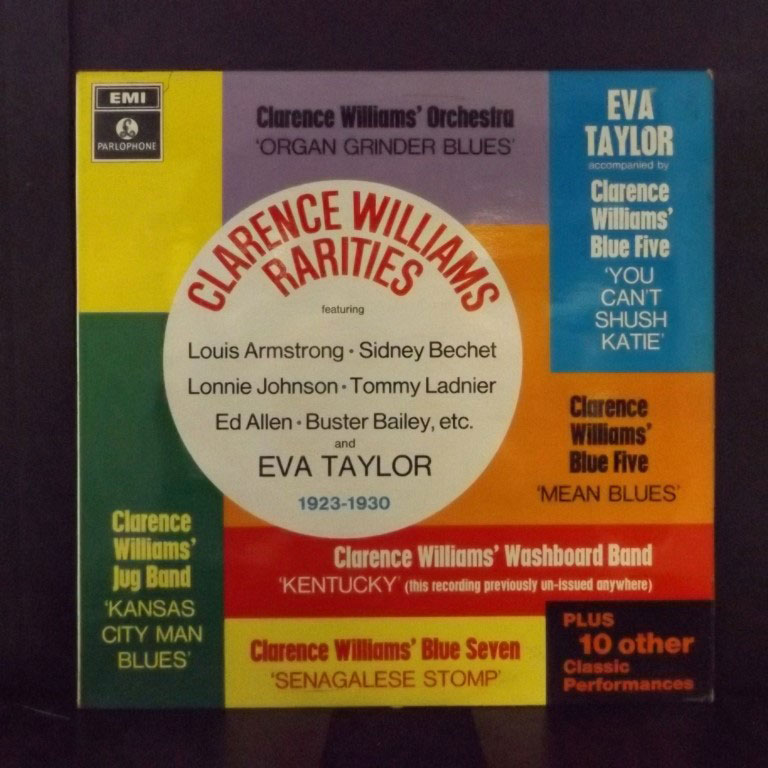 EMI
PARLOPHONE
Clarence Williams' Orchestra
'ORGAN GRINDER BLUES'
EVA
TAYLOR
accompanied by
Clarence
Williams'
Blue Five
'YOU
CAN'T
SHUSH
KATIE'
CLARENCE WILLIAMS
RARITIES
featuring
Louis Armstrong • Sidney Bechet
Lonnie Johnson • Tommy Ladnier
Ed Allen • Buster Bailey, etc.
and
EVA TAYLOR
1923-1930
Clarence
Williams'
Blue Five
'MEAN BLUES'
Clarence
Williams'
Jug Band
'KANSAS
CITY MAN
BLUES'
Clarence Williams' Washboard Band
'KENTUCKY' (this recording previously un-issued anywhere)
Clarence Williams' Blue Seven
'SENAGALESE STOMP'
PLUS
10 other
Classic
Performances